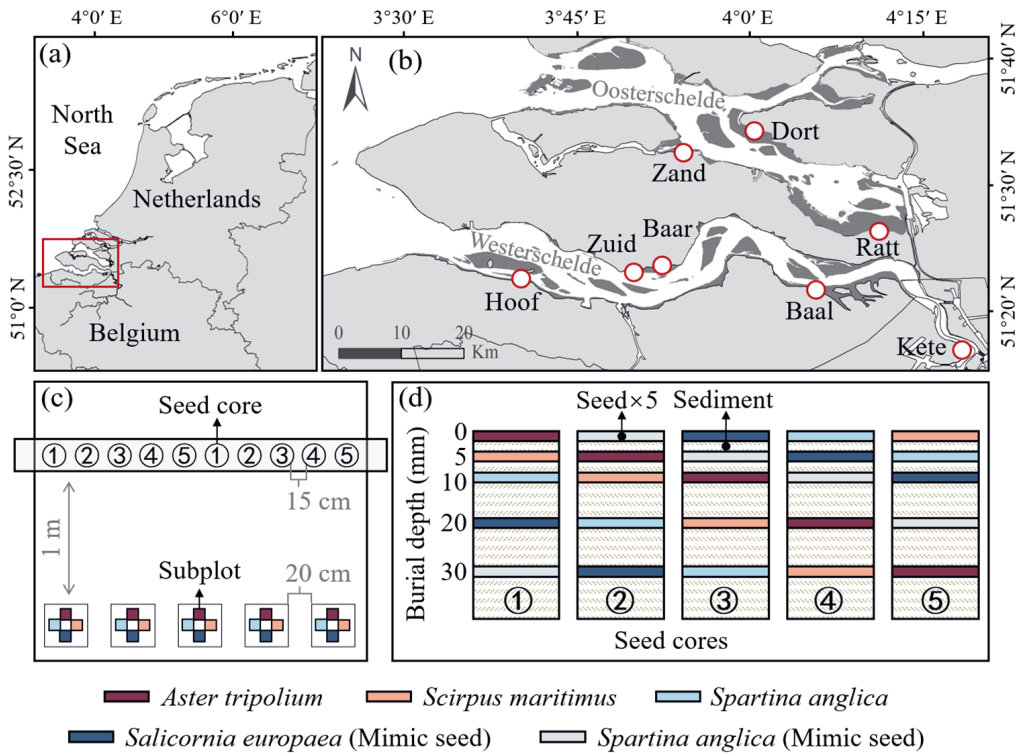 4°0′ E 6°0′ E 3°30′ E 3°45′ E 4°0′ E 4°15′ E
(a)
North
Sea
Netherlands
Belgium
52°30′ N
51°0′ N
(b)
N
Oosterschelde
Dort
Zand
Baar
Zuid
Westerschelde
Ratt
Hoof
Baal
Kete
0 10 20
Km
51°40′ N
51°30′ N
51°20′ N
(c)
Seed core
① ② ③ ④ ⑤ ① ② ③ ④ ⑤
15 cm
1 m
Subplot
20 cm
(d)
Seed×5 Sediment
Burial depth (mm)
0
5
10
20
30
① ② ③ ④ ⑤
Seed cores
Aster tripolium Scirpus maritimus Spartina anglica
Salicornia europaea (Mimic seed) Spartina anglica (Mimic seed)